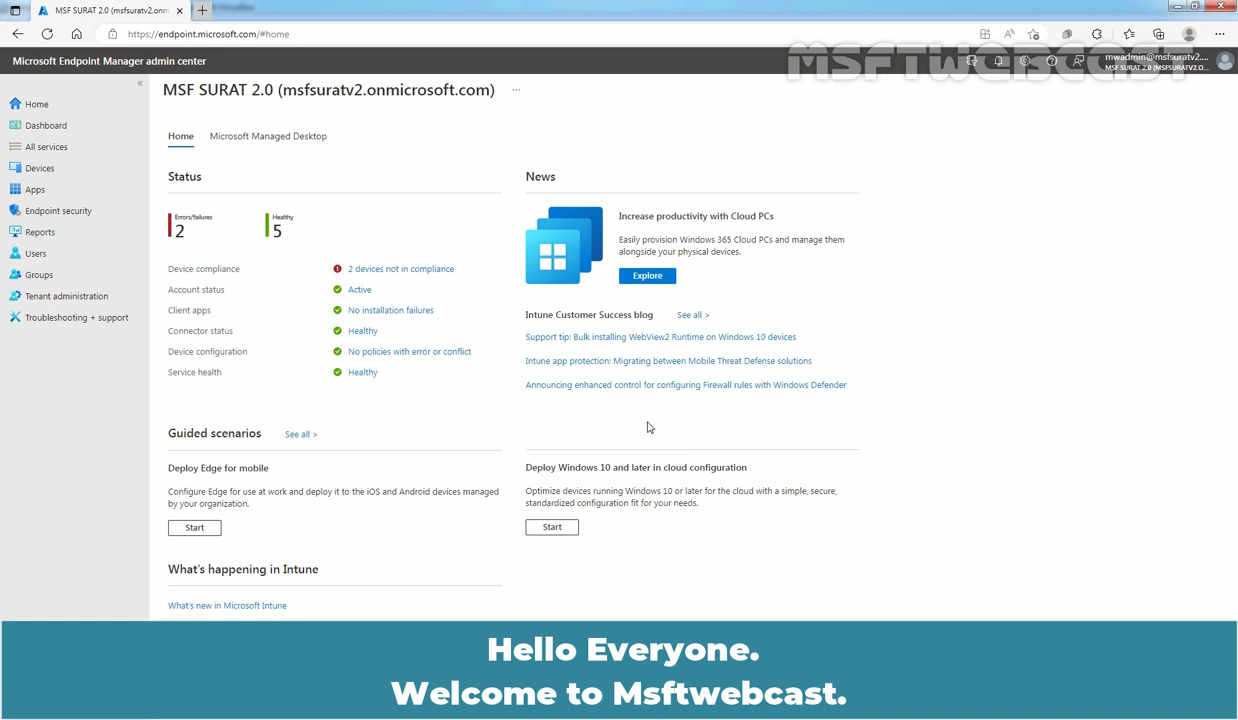 MSF SURAT 2.0 (msfsuratv2.onm
https://endpoint.microsoft.com/#home
MSFTWEBCAST
Microsoft Endpoint Manager admin center
mwadmin@msfsuratv2....
MSF SURAT 2.0 (MSFSURATV2.O...
Home
Dashboard
All services
Devices
Apps
Endpoint security
Reports
Users
Groups
Tenant administration
Troubleshooting + support
MSF SURAT 2.0 (msfsuratv2.onmicrosoft.com)
Home
Microsoft Managed Desktop
Status
Errors/failures
2
Healthy
5
Device compliance
2 devices not in compliance
Account status
Active
Client apps
No installation failures
Connector status
Healthy
Device configuration
No policies with error or conflict
Service health
Healthy
News
Increase productivity with Cloud PCs
Easily provision Windows 365 Cloud PCs and manage them
alongside your physical devices.
Explore
Intune Customer Success blog
See all >
Support tip: Bulk installing WebView2 Runtime on Windows 10 devices
Intune app protection: Migrating between Mobile Threat Defense solutions
Announcing enhanced control for configuring Firewall rules with Windows Defender
Guided scenarios
See all >
Deploy Edge for mobile
Configure Edge for use at work and deploy it to the iOS and Android devices managed
by your organization.
Start
Deploy Windows 10 and later in cloud configuration
Optimize devices running Windows 10 or later for the cloud with a simple, secure,
standardized configuration fit for your needs.
Start
What's happening in Intune
What's new in Microsoft Intune
Hello Everyone.
Welcome to Msftwebcast.